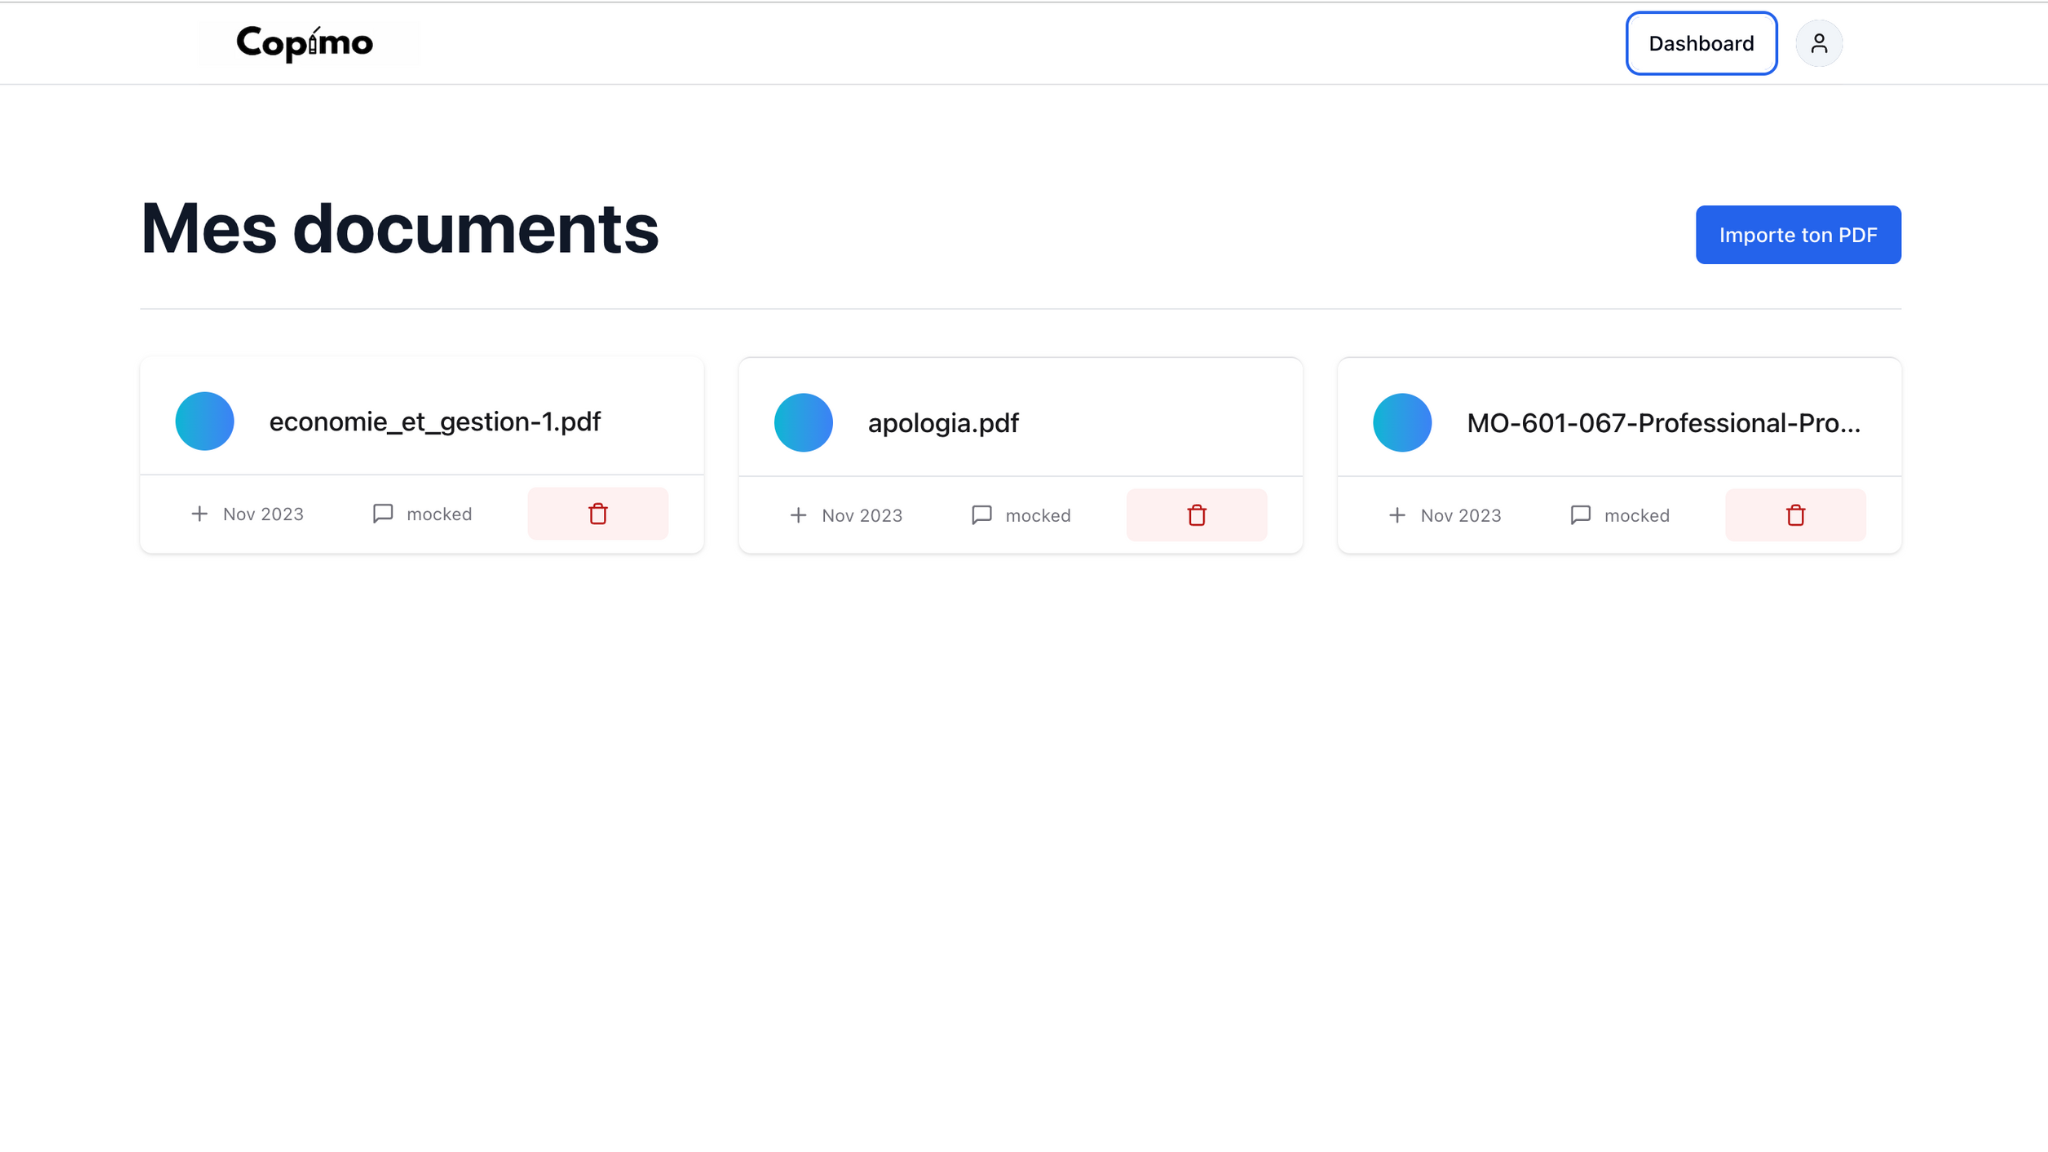 Copimo
Dashboard
Mes documents
Importe ton PDF
economie_et_gestion-1.pdf
Nov 2023
mocked
apologia.pdf
Nov 2023
mocked
MO-601-067-Professional-Pro...
Nov 2023
mocked